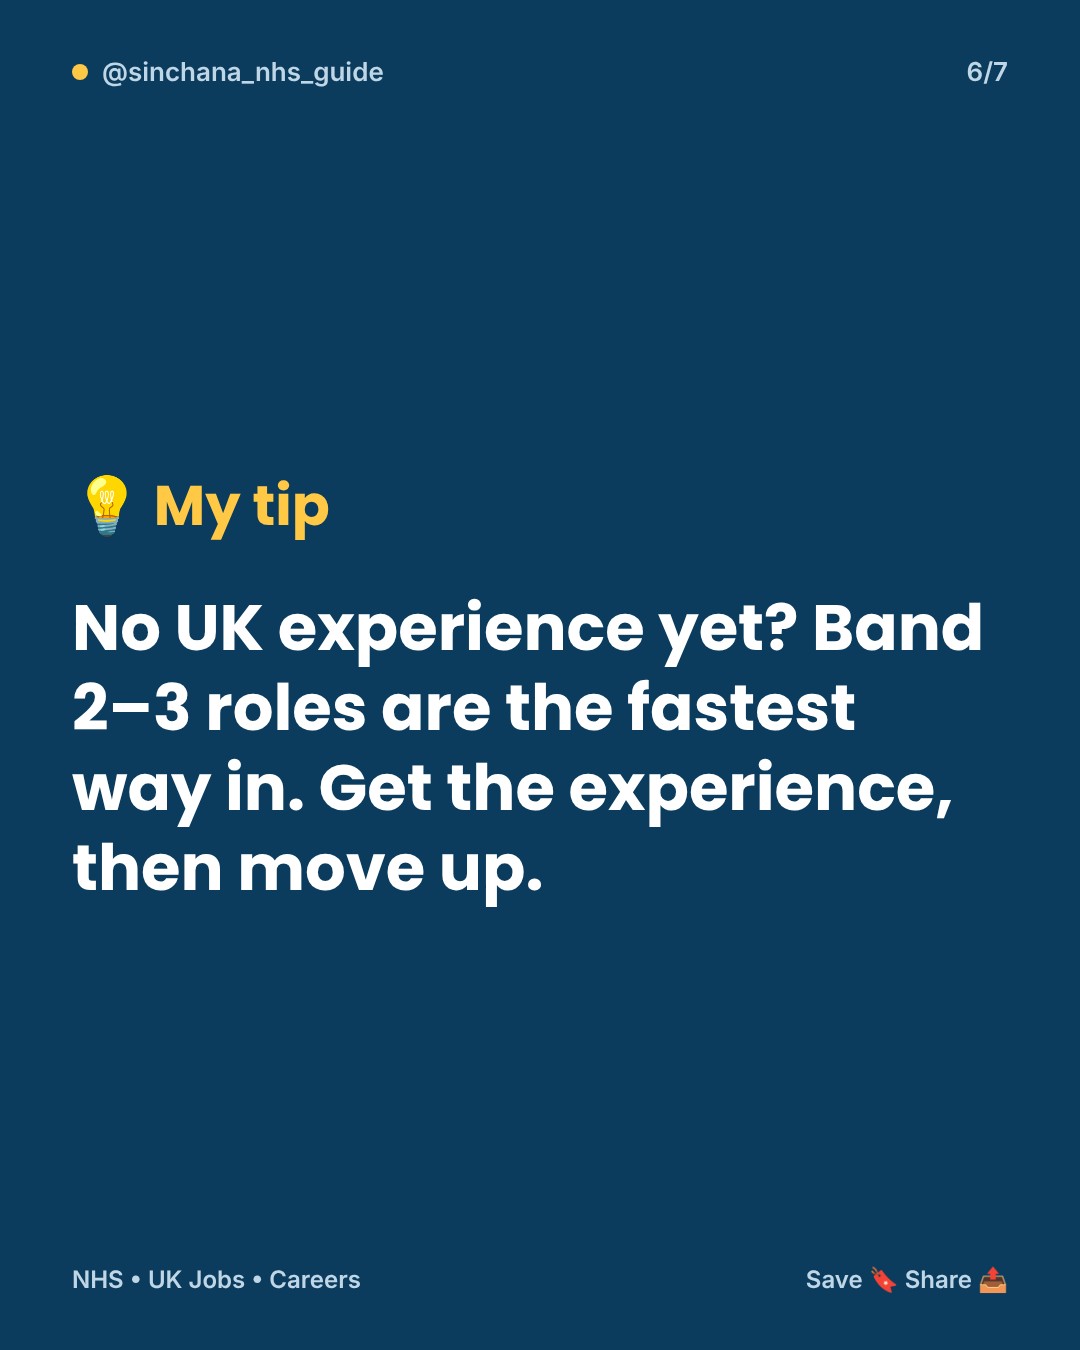 @sinchana_nhs_guide
6/7
💡 My tip
No UK experience yet? Band
2–3 roles are the fastest
way in. Get the experience,
then move up.
NHS • UK Jobs • Careers
Save 🔖 Share 📤